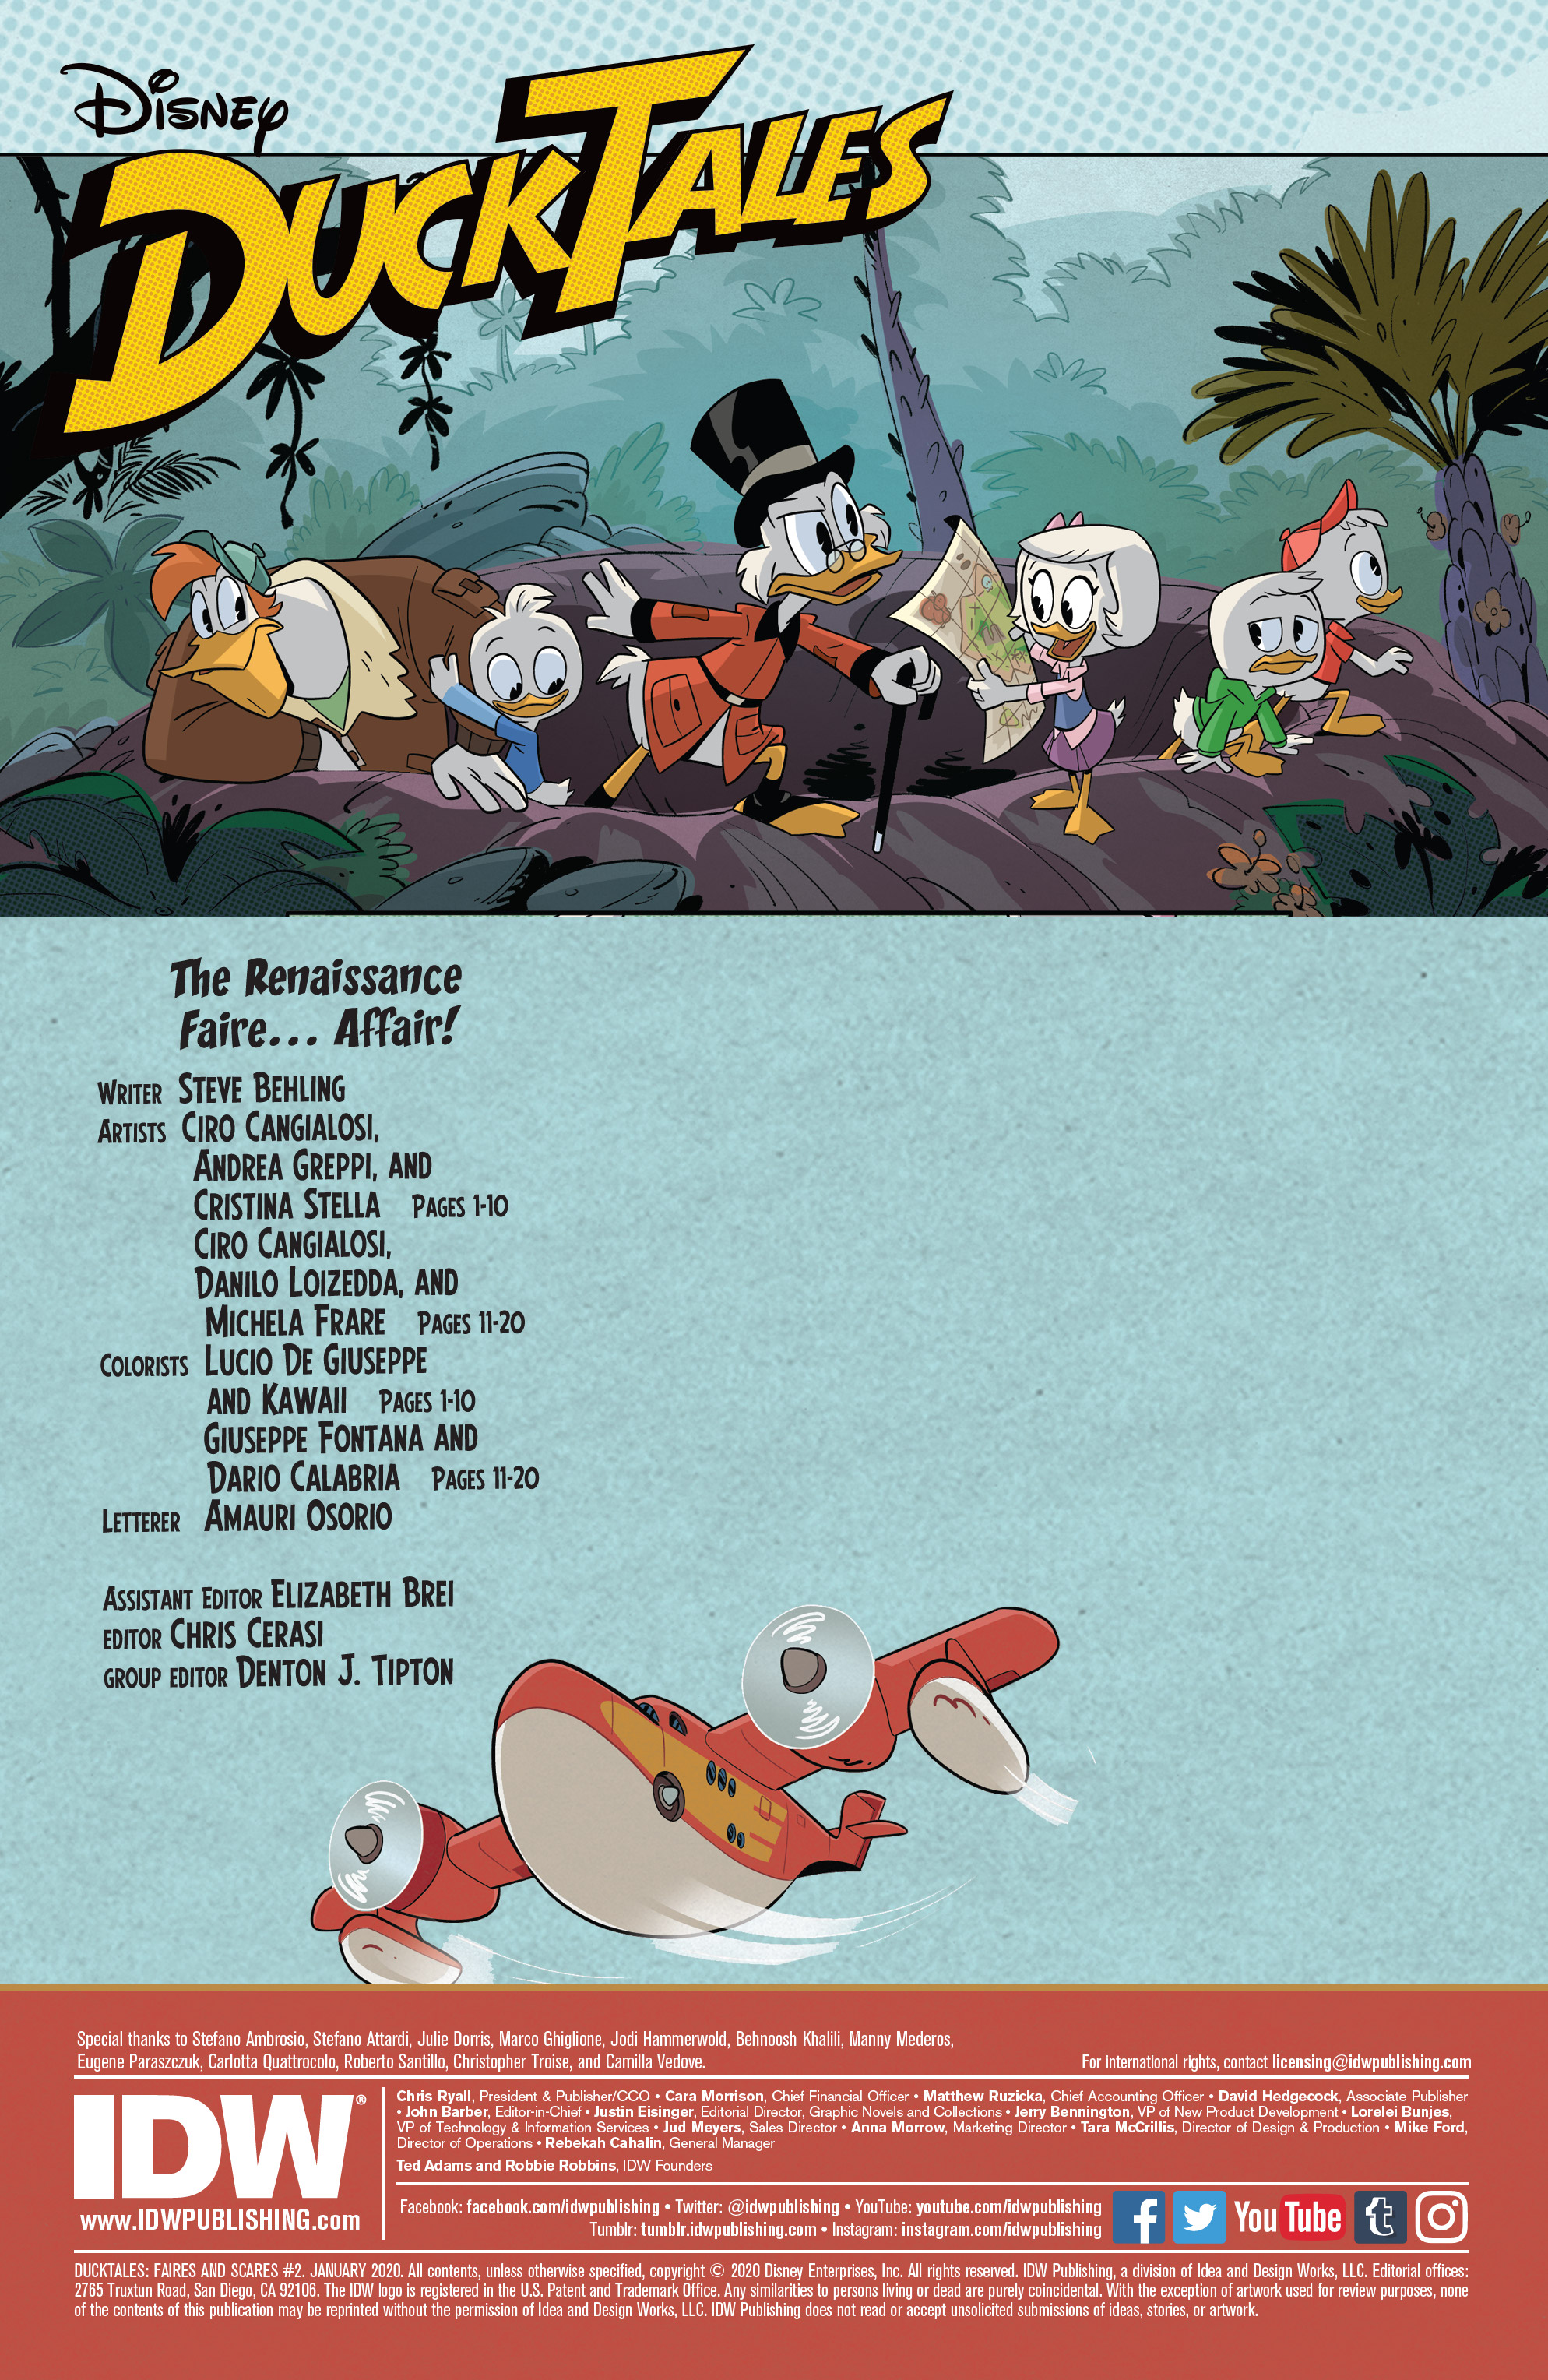 Disney
DuckTales
The Renaissance
Faire... Affair!
Writer Steve Behling
Artists Ciro Cangialosi,
Andrea Greppi, and
Cristina Stella Pages 1-10
Ciro Cangialosi,
Danilo Loizedda, and
Michela Frare Pages 11-20
Colorists Lucio De Giuseppe
and Kawaii Pages 1-10
Giuseppe Fontana and
Dario Calabria Pages 11-20
Letterer Amauri Osorio
Assistant Editor Elizabeth Brei
Editor Chris Cerasi
Group Editor Denton J. Tipton
Special thanks to Stefano Ambrosio, Stefano Attardi, Julie Dorris, Marco Ghiglione, Jodi Hammerwold, Behnoosh Khalili, Manny Mederos,
Eugene Paraszczuk, Carlotta Quattrocolo, Roberto Santillo, Christopher Troise, and Camilla Vedove.
For international rights, contact licensing@idwpublishing.com
IDW®
www.IDWPUBLISHING.com
Chris Ryall, President & Publisher/CCO • Cara Morrison, Chief Financial Officer • Matthew Ruzicka, Chief Accounting Officer • David Hedgecock, Associate Publisher
• John Barber, Editor-in-Chief • Justin Eisinger, Editorial Director, Graphic Novels and Collections • Jerry Bennington, VP of New Product Development • Lorelei Bunjes,
VP of Technology & Information Services • Jud Meyers, Sales Director • Anna Morrow, Marketing Director • Tara McCrillis, Director of Design & Production • Mike Ford,
Director of Operations • Rebekah Cahalin, General Manager
Ted Adams and Robbie Robbins, IDW Founders
Facebook: facebook.com/idwpublishing • Twitter: @idwpublishing • YouTube: youtube.com/idwpublishing
Tumblr: tumblr.idwpublishing.com • Instagram: instagram.com/idwpublishing
f
You Tube
t
DUCKTALES: FAIRES AND SCARES #2. JANUARY 2020. All contents, unless otherwise specified, copyright © 2020 Disney Enterprises, Inc. All rights reserved. IDW Publishing, a division of Idea and Design Works, LLC. Editorial offices:
2765 Truxtun Road, San Diego, CA 92106. The IDW logo is registered in the U.S. Patent and Trademark Office. Any similarities to persons living or dead are purely coincidental. With the exception of artwork used for review purposes, none
of the contents of this publication may be reprinted without the permission of Idea and Design Works, LLC. IDW Publishing does not read or accept unsolicited submissions of ideas, stories, or artwork.